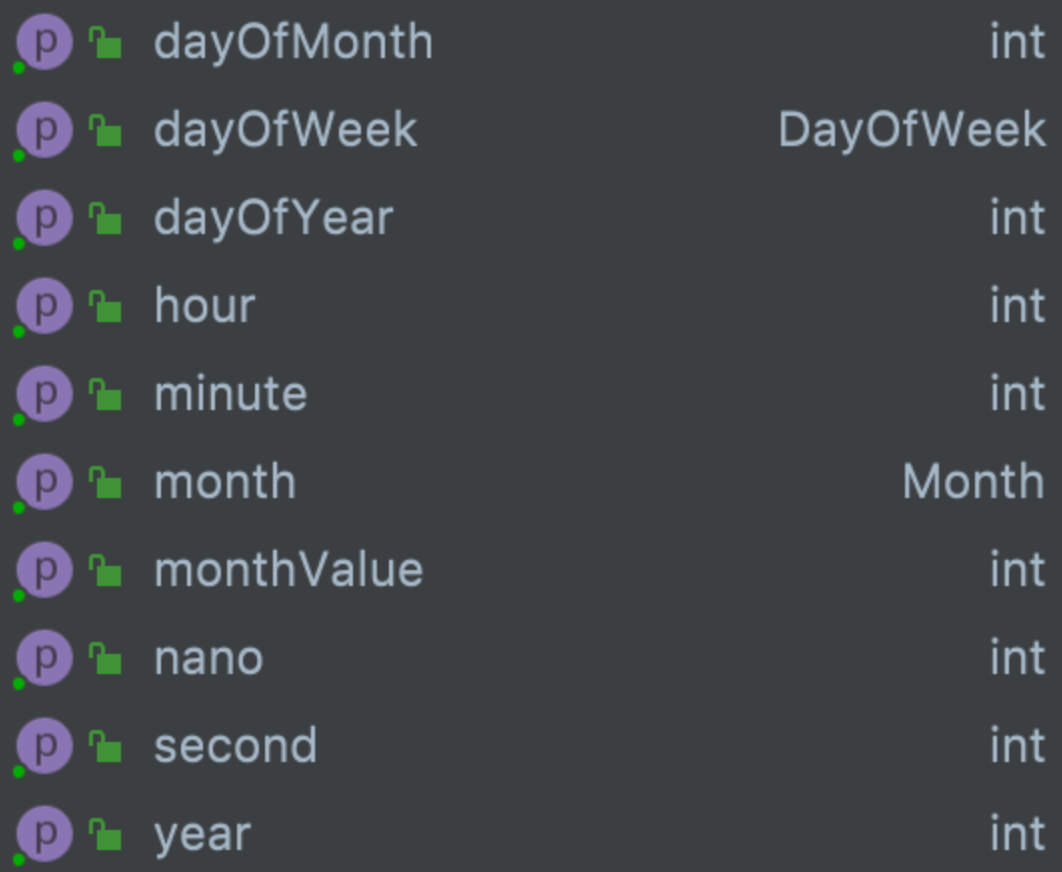 p dayOfMonth int
p dayOfWeek DayOfWeek
p dayOfYear int
p hour int
p minute int
p month Month
p monthValue int
p nano int
p second int
p year int